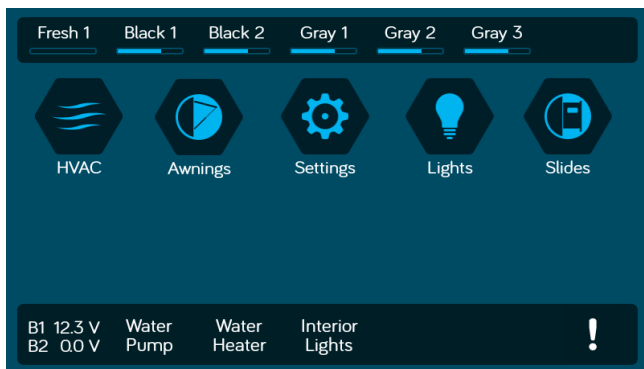 Fresh 1 Black 1 Black 2 Gray 1 Gray 2 Gray 3
HVAC Awnings Settings Lights Slides
B1 12.3 V Water Water Interior
B2 0.0 V Pump Heater Lights
!